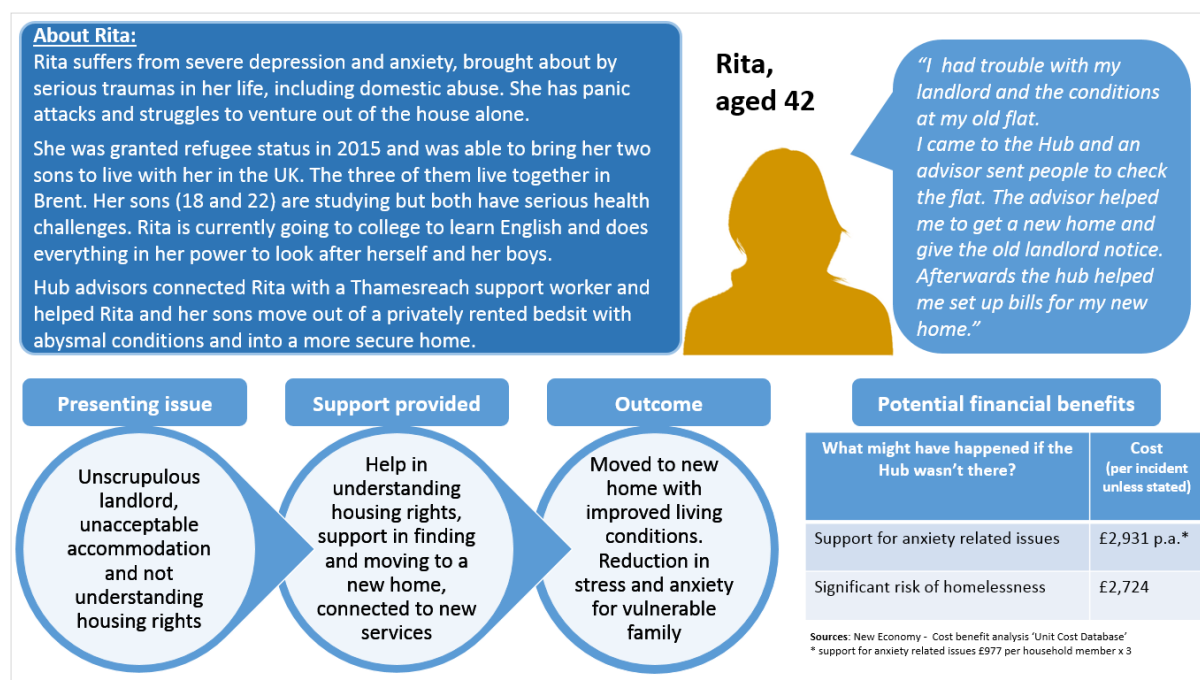 About Rita:
Rita suffers from severe depression and anxiety, brought about by
serious traumas in her life, including domestic abuse. She has panic
attacks and struggles to venture out of the house alone.
She was granted refugee status in 2015 and was able to bring her two
sons to live with her in the UK. The three of them live together in
Brent. Her sons (18 and 22) are studying but both have serious health
challenges. Rita is currently going to college to learn English and does
everything in her power to look after herself and her boys.
Hub advisors connected Rita with a Thamesreach support worker and
helped Rita and her sons move out of a privately rented bedsit with
abysmal conditions and into a more secure home.
Rita,
aged 42
“I had trouble with my
landlord and the conditions
at my old flat.
I came to the Hub and an
advisor sent people to check
the flat. The advisor helped
me to get a new home and
give the old landlord notice.
Afterwards the hub helped
me set up bills for my new
home.”
Presenting issue
Unscrupulous
landlord,
unacceptable
accommodation
and not
understanding
housing rights
Support provided
Help in
understanding
housing rights,
support in finding
and moving to a
new home,
connected to new
services
Outcome
Moved to new
home with
improved living
conditions.
Reduction in
stress and anxiety
for vulnerable
family
Potential financial benefits
What might have happened if the
Hub wasn’t there?
Cost
(per incident
unless stated)
Support for anxiety related issues £2,931 p.a.*
Significant risk of homelessness £2,724
Sources: New Economy - Cost benefit analysis ‘Unit Cost Database’
* support for anxiety related issues £977 per household member x 3